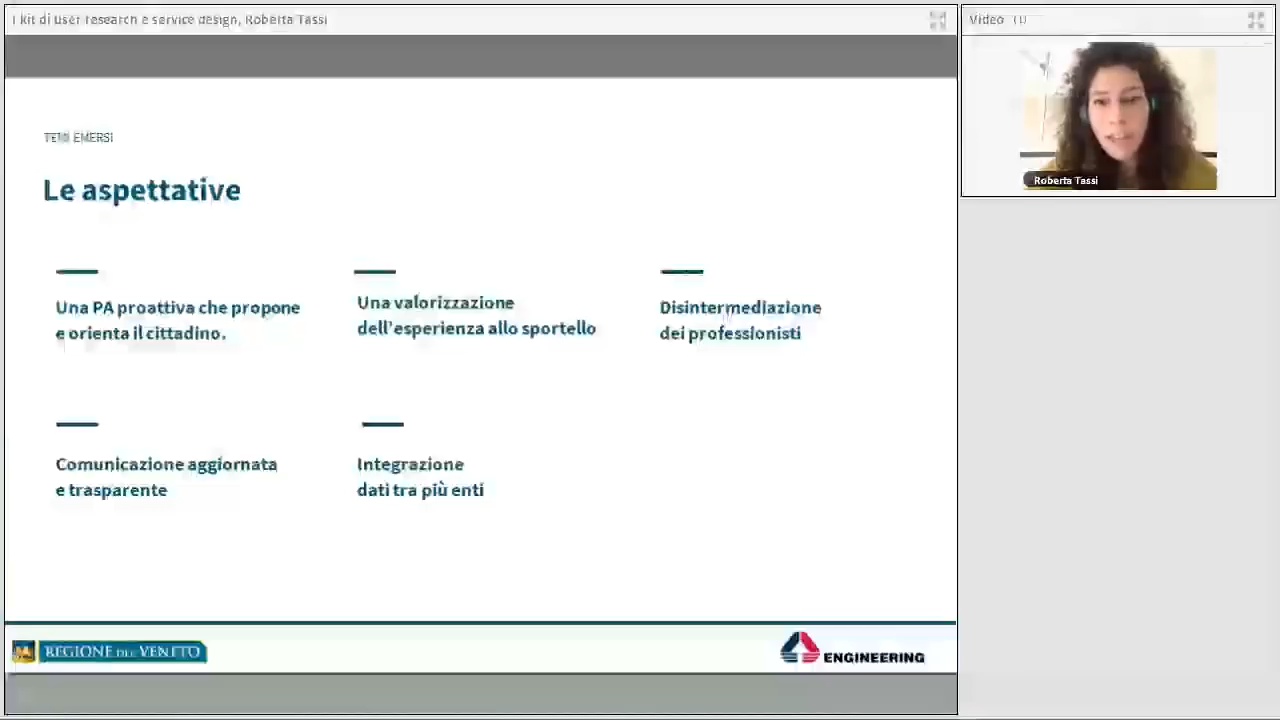 I kit di user research e service design, Roberta Tassi
Video (1)
Roberta Tassi
TEMI EMERSI
Le aspettative
Una PA proattiva che propone
e orienta il cittadino.
Una valorizzazione
dell'esperienza allo sportello
Disintermediazione
dei professionisti
Comunicazione aggiornata
e trasparente
Integrazione
dati tra più enti
REGIONE DEL VENETO
ENGINEERING